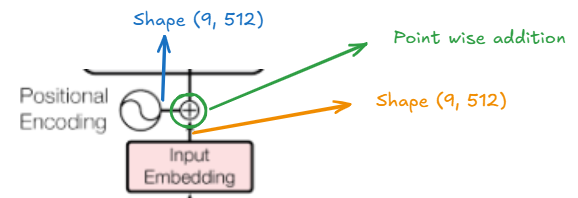 Shape (9, 512)
Point wise addition
Positional
Encoding
Shape (9, 512)
Input
Embedding